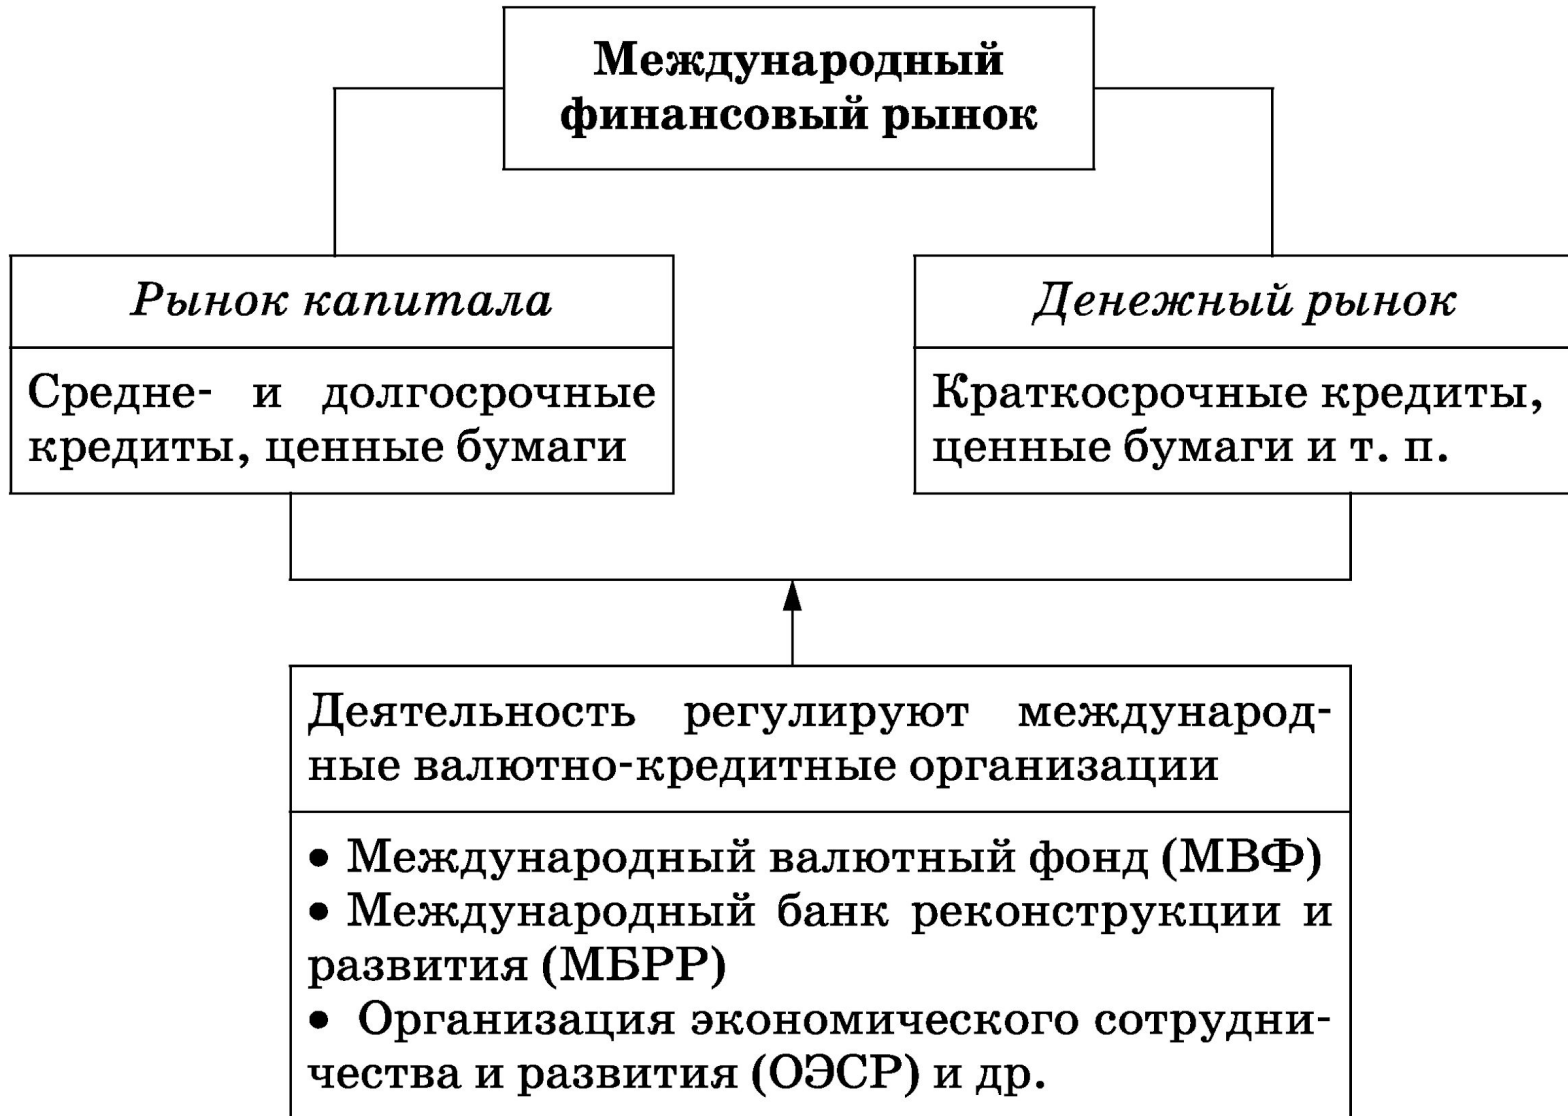 Международный
финансовый рынок
Рынок капитала
Средне- и долгосрочные
кредиты, ценные бумаги
Денежный рынок
Краткосрочные кредиты,
ценные бумаги и т. п.
Деятельность регулируют международ-
ные валютно-кредитные организации
• Международный валютный фонд (МВФ)
• Международный банк реконструкции и
развития (МБРР)
• Организация экономического сотрудни-
чества и развития (ОЭСР) и др.